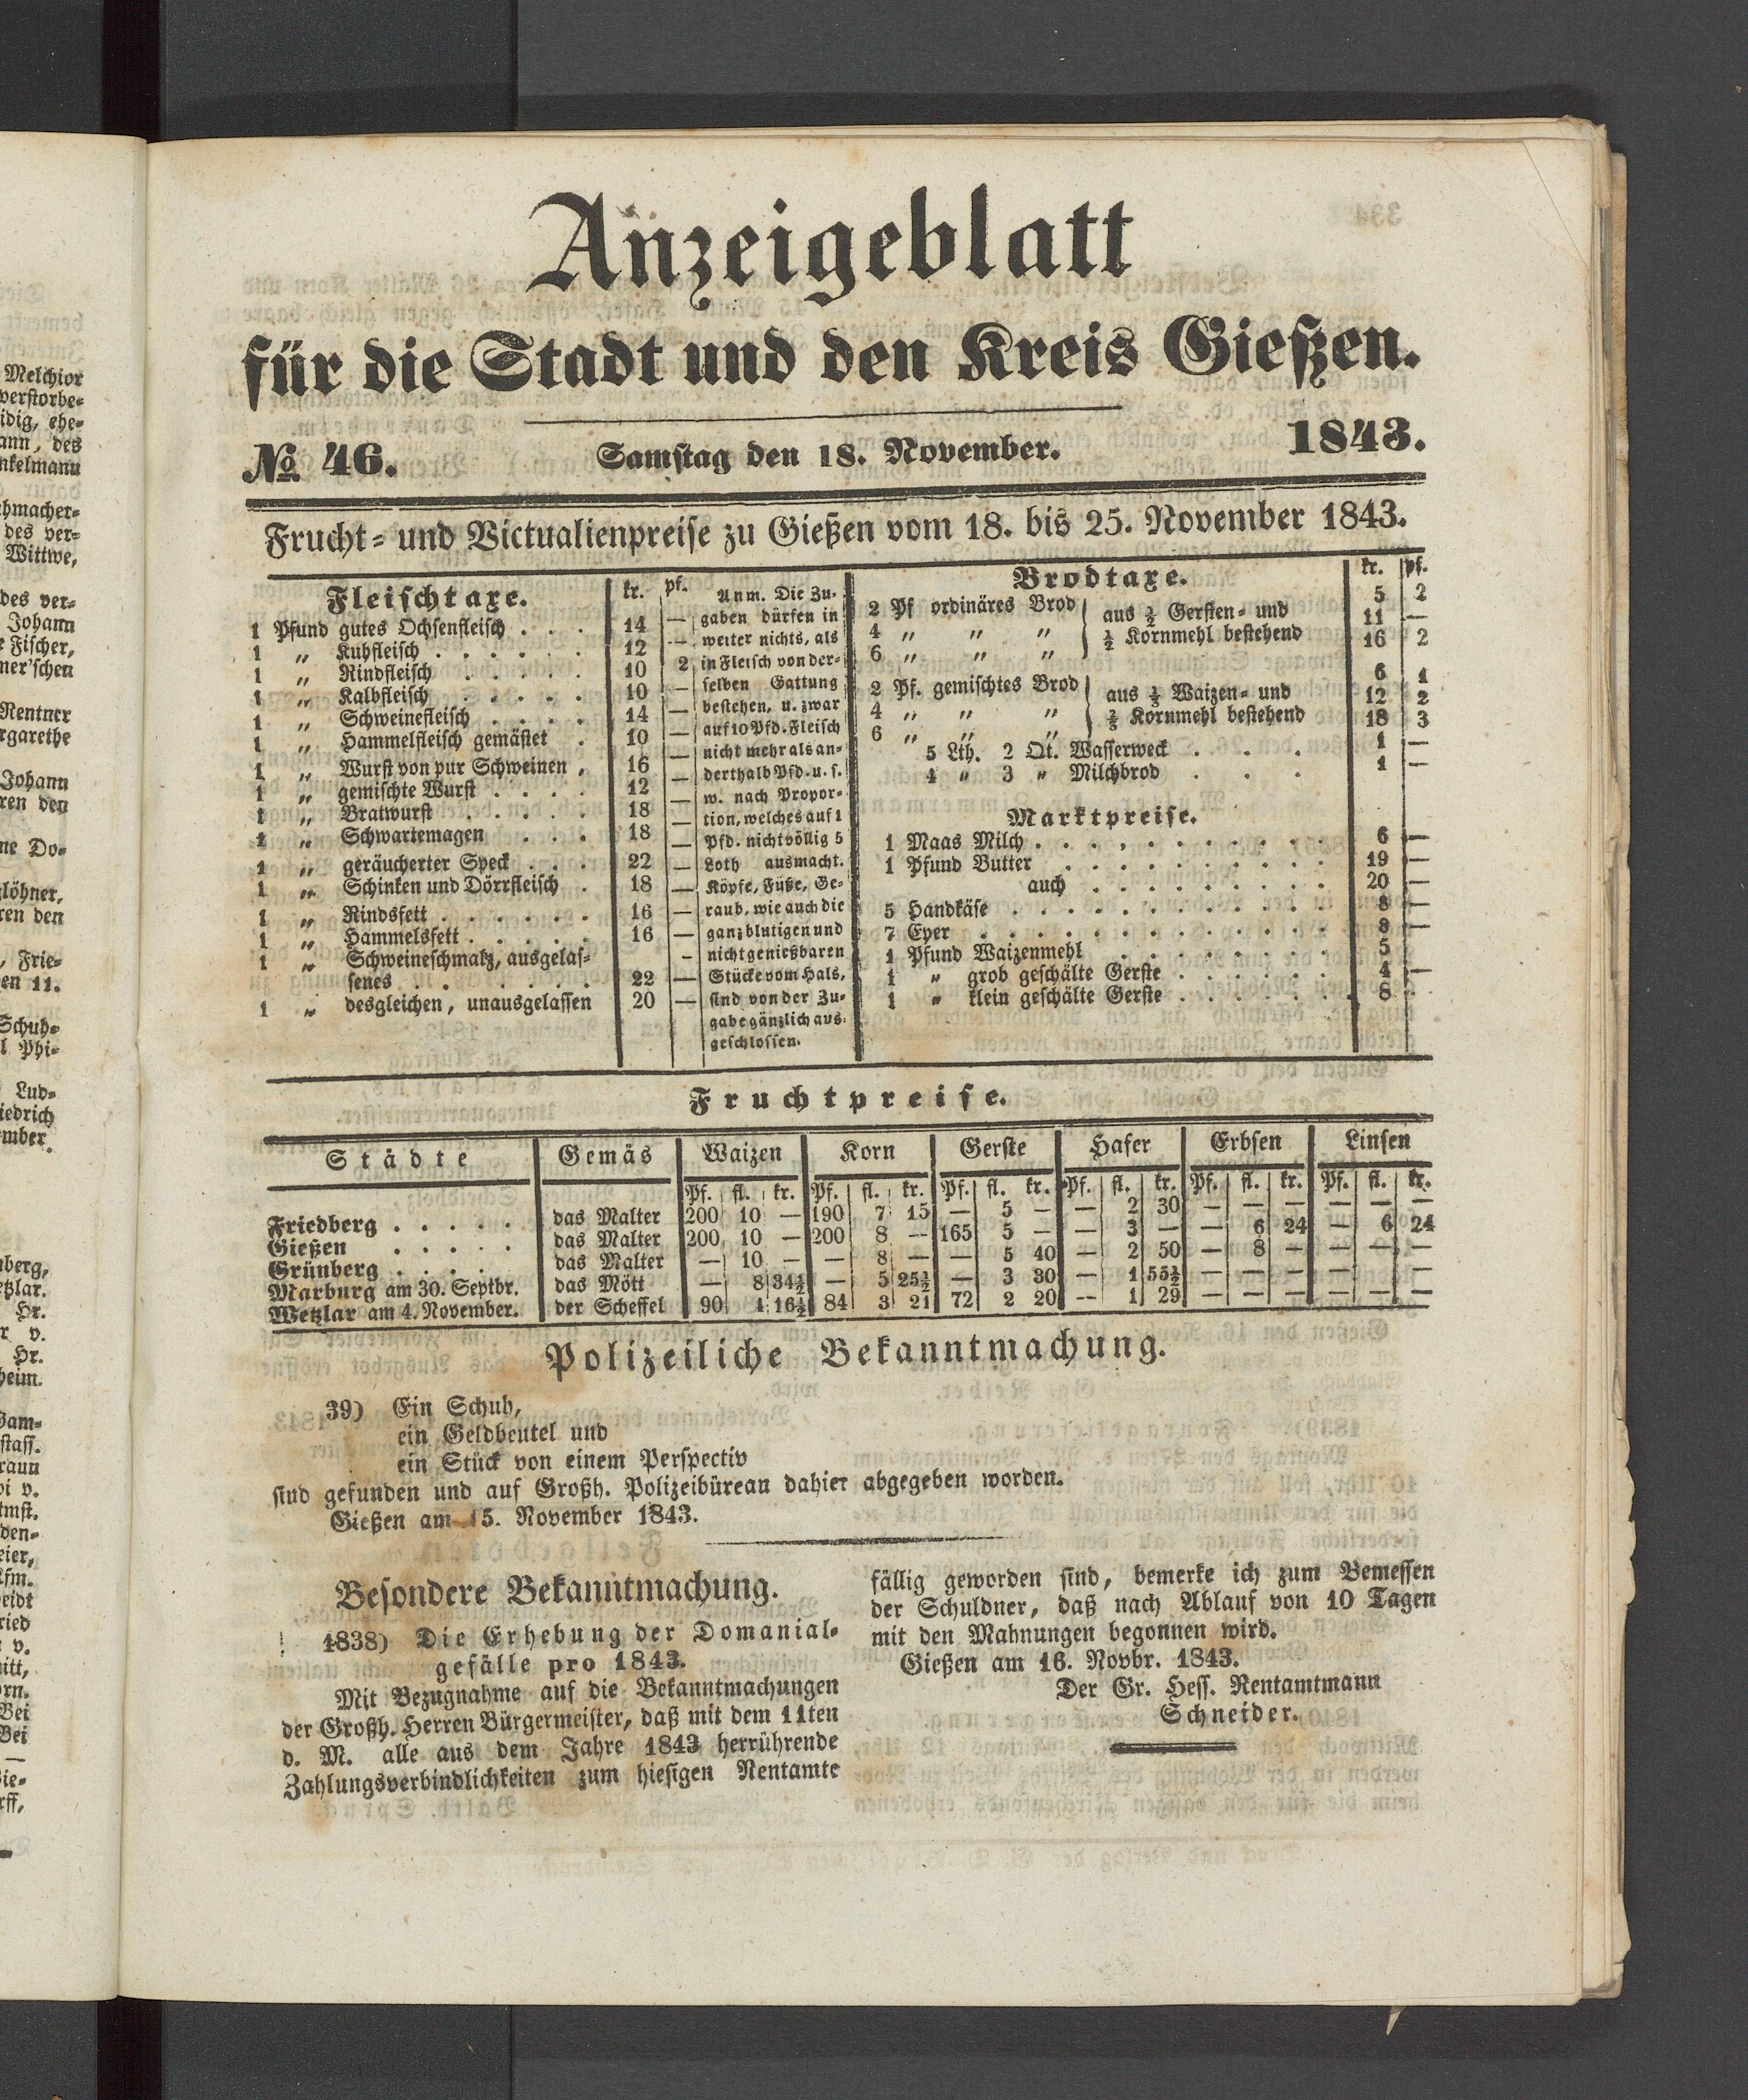 Anzeigeblatt
für die Stadt und den Kreis Gießen.
No 46. Samstag den 18. November. 1843.
Frucht- und Victualienpreise zu Gießen vom 18. bis 25. November 1843.
Fleischtaxe. kr. pf.
1 Pfund gutes Ochsenfleisch . . . 14 —
1 „ Kuhfleisch . . . . . . 12 —
1 „ Rindfleisch . . . . . 10 2
1 „ Kalbfleisch . . . . . 10 —
1 „ Schweinefleisch . . . . 14 —
1 „ Hammelfleisch gemästet . 10 —
1 „ Wurst von pur Schweinen . 16 —
1 „ gemischte Wurst . . . . 12 —
1 „ Bratwurst . . . . . 18 —
1 „ Schwartemagen . . . 18 —
1 „ geräucherter Speck . . . 22 —
1 „ Schinken und Dörrfleisch . 18 —
1 „ Rindsfett . . . . . . 16 —
1 „ Hammelsfett . . . . . 16 —
1 „ Schweineschmalz, ausgelas-
senes . . . . . . 22 —
1 „ desgleichen, unausgelassen 20 —
Anm. Die Zu-
gaben dürfen in
weiter nichts, als
in Fleisch von der-
selben Gattung
bestehen, u. zwar
auf 10 Pfd. Fleisch
nicht mehr als an-
derthalb Pfd. u. s.
w. nach Propor-
tion, welches auf 1
Pfd. nicht völlig 5
Loth ausmacht.
Köpfe, Füße, Ge-
raub, wie auch die
ganz blutigen und
nicht genießbaren
Stücke vom Hals,
sind von der Zu-
gabe gänzlich aus-
geschlossen.
Brodtaxe. kr. pf.
2 Pf ordinäres Brod aus ½ Gersten- und 5 2
4 „ „ „ ½ Kornmehl bestehend 11 —
6 „ „ „ 16 2
2 Pf. gemischtes Brod aus Waizen- und 6 1
4 „ „ „ Kornmehl bestehend 12 2
6 „ „ „ 18 3
5 Lth. 2 Qt. Wasserweck . . . 1 —
4 „ 3 „ Milchbrod . . . 1 —
Marktpreise.
1 Maas Milch . . . . . . . . . . . 6 —
1 Pfund Butter . . . . . . . . . . 19 —
auch . . . . . . . . . 20 —
5 Handkäse . . . . . . . . . . . . 8 —
7 Eyer . . . . . . . . . . . . . 8 —
1 Pfund Waizenmehl . . . . . . . . 5 —
1 „ grob geschälte Gerste . . . . . . 4 —
1 „ klein geschälte Gerste . . . . . . . 8 —
Fruchtpreise.
Städte Gemäs Waizen Korn Gerste Hafer Erbsen Linsen
Pf. fl. kr. Pf. fl. kr. Pf. fl. kr. Pf. fl. kr. Pf. fl. kr. Pf. fl. kr.
Friedberg . . . . . das Malter 200 10 — 190 7 15 — 5 — — 2 30 — — — — — —
Gießen . . . . . das Malter 200 10 — 200 8 — 165 5 — — 3 — — 6 24 — 6 24
Grünberg . . . . das Malter — 10 — — 8 — — 5 40 — 2 50 — 8 — — — —
Marburg am 30. Septbr. das Mött — 8 34½ — 5 25½ — 3 30 — 1 55½ — — — — — —
Wetzlar am 4. November. der Scheffel 90 4 16½ 84 3 21 72 2 20 — 1 29 — — — — — —
Polizeiliche Bekanntmachung.
39) Ein Schuh,
ein Geldbeutel und
ein Stück von einem Perspectiv
sind gefunden und auf Großh. Polizeibüreau dahier abgegeben worden.
Gießen am 15. November 1843.
Besondere Bekanntmachung.
1838) Die Erhebung der Domanial-
gefälle pro 1843.
Mit Bezugnahme auf die Bekanntmachungen
der Großh. Herren Bürgermeister, daß mit dem 11ten
d. M. alle aus dem Jahre 1843 herrührende
Zahlungsverbindlichkeiten zum hiesigen Rentamte
fällig geworden sind, bemerke ich zum Bemessen
der Schuldner, daß nach Ablauf von 10 Tagen
mit den Mahnungen begonnen wird.
Gießen am 16. Novbr. 1843.
Der Gr. Hess. Rentamtmann
Schneider.